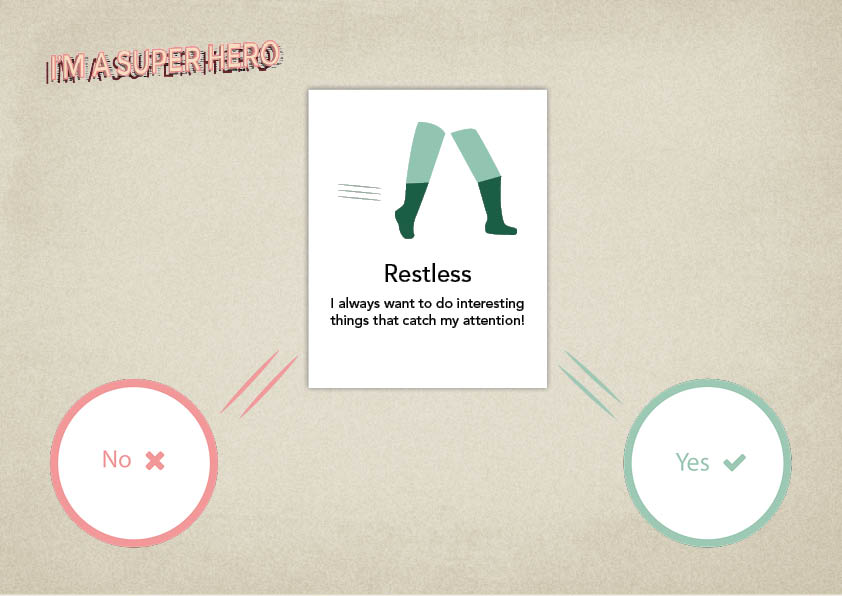 I'M A SUPER HERO
Restless
I always want to do interesting
things that catch my attention!
No
Yes